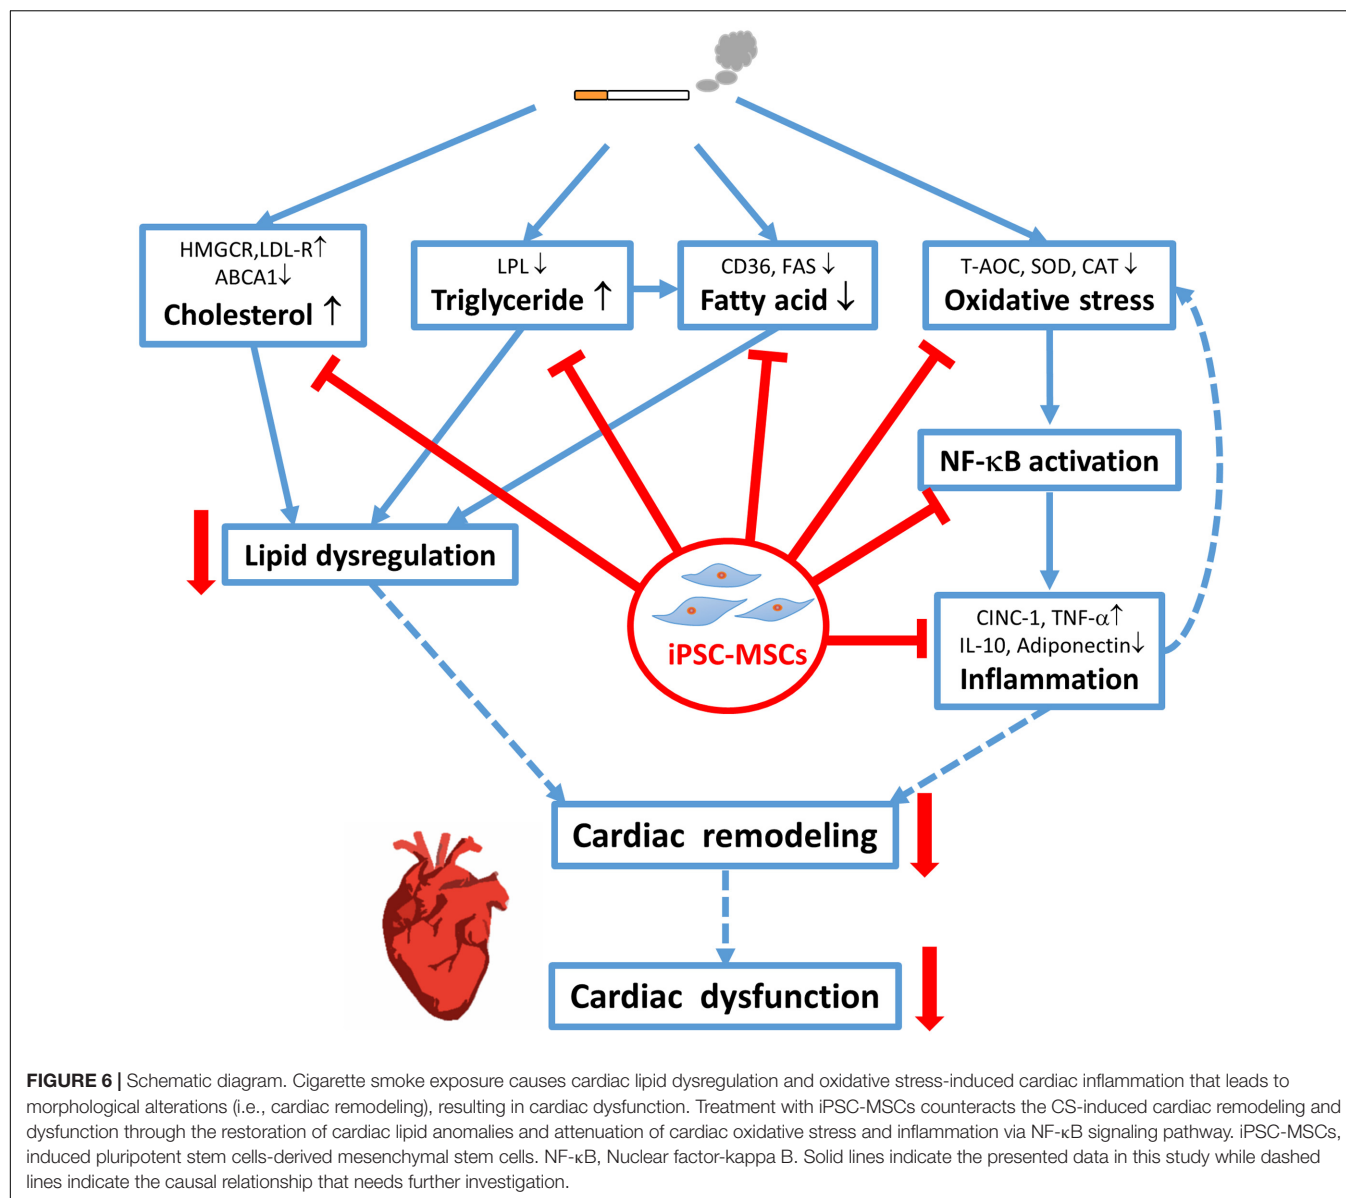 HMGCR,LDL-R↑
ABCA1↓
Cholesterol ↑
LPL ↓
Triglyceride ↑
CD36, FAS ↓
Fatty acid ↓
T-AOC, SOD, CAT ↓
Oxidative stress
NF-κB activation
Lipid dysregulation
iPSC-MSCs
CINC-1, TNF-α↑
IL-10, Adiponectin↓
Inflammation
Cardiac remodeling
Cardiac dysfunction
FIGURE 6 | Schematic diagram. Cigarette smoke exposure causes cardiac lipid dysregulation and oxidative stress-induced cardiac inflammation that leads to
morphological alterations (i.e., cardiac remodeling), resulting in cardiac dysfunction. Treatment with iPSC-MSCs counteracts the CS-induced cardiac remodeling and
dysfunction through the restoration of cardiac lipid anomalies and attenuation of cardiac oxidative stress and inflammation via NF-κB signaling pathway. iPSC-MSCs,
induced pluripotent stem cells-derived mesenchymal stem cells. NF-κB, Nuclear factor-kappa B. Solid lines indicate the presented data in this study while dashed
lines indicate the causal relationship that needs further investigation.